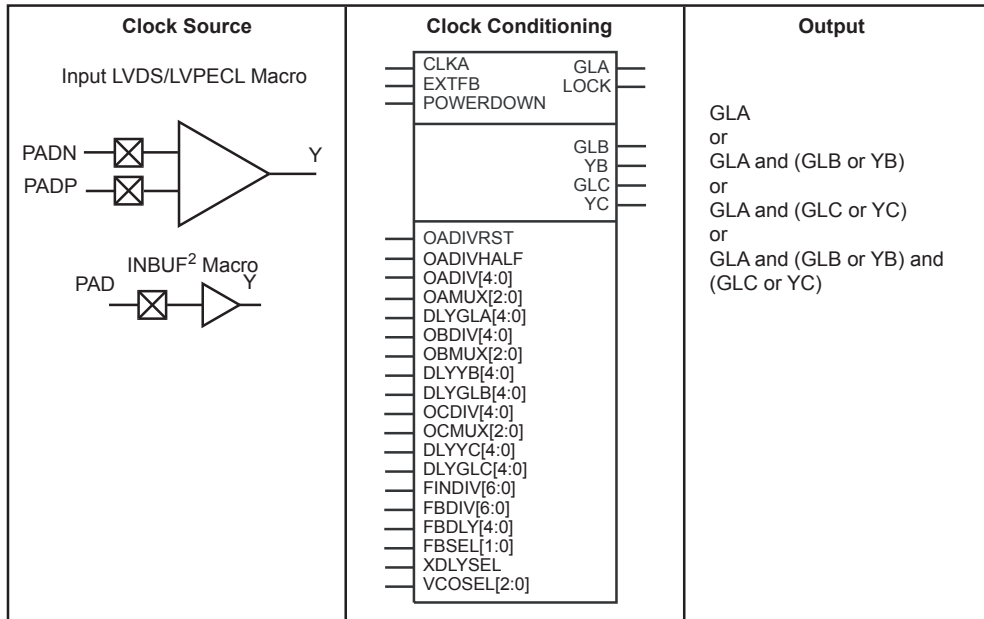 Clock Source
Input LVDS/LVPECL Macro
PADN
PADP
Y
INBUF2 Macro
PAD
Y
Clock Conditioning
CLKA
EXTFB
POWERDOWN
GLA
LOCK
GLB
YB
GLC
YC
OADIVRST
OADIVHALF
OADIV[4:0]
OAMUX[2:0]
DLYGLA[4:0]
OBDIV[4:0]
OBMUX[2:0]
DLYYB[4:0]
DLYGLB[4:0]
OCDIV[4:0]
OCMUX[2:0]
DLYYC[4:0]
DLYGLC[4:0]
FINDIV[6:0]
FBDIV[6:0]
FBDLY[4:0]
FBSEL[1:0]
XDLYSEL
VCOSEL[2:0]
Output
GLA
or
GLA and (GLB or YB)
or
GLA and (GLC or YC)
or
GLA and (GLB or YB) and
(GLC or YC)